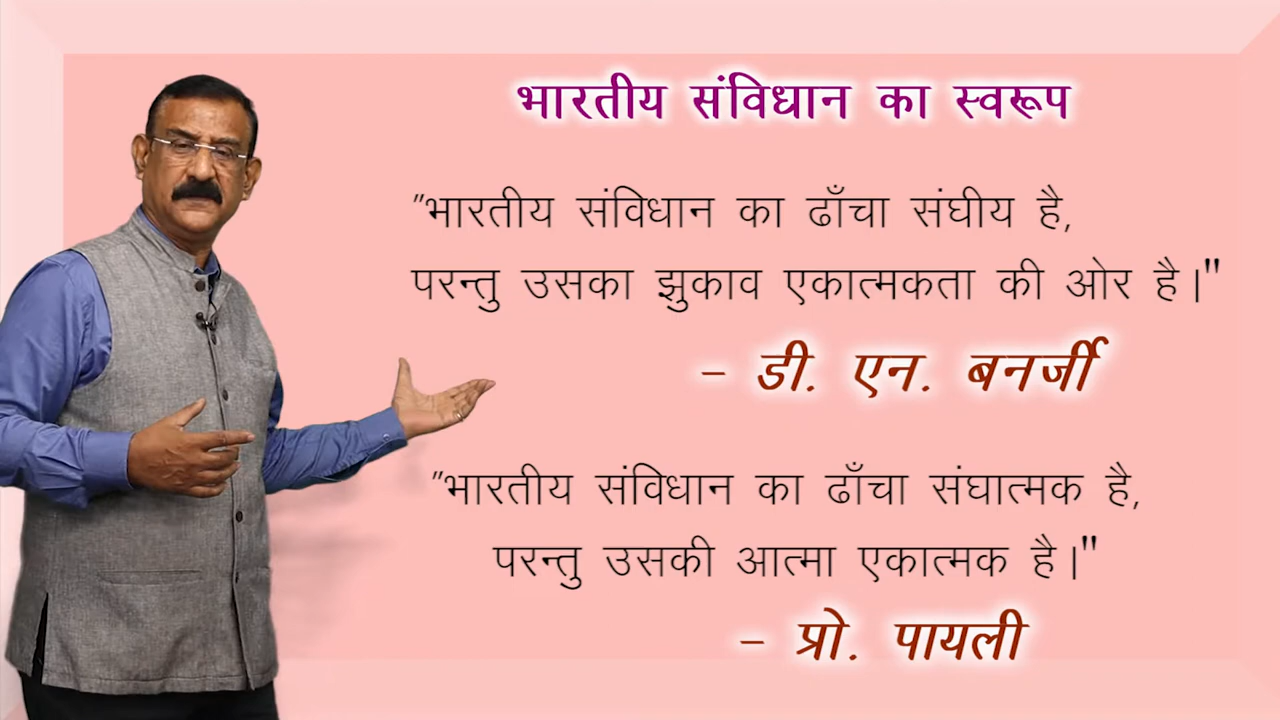 भारतीय संविधान का स्वरूप
"भारतीय संविधान का ढाँचा संघीय है,
परन्तु उसका झुकाव एकात्मकता की ओर है।"
– डी. एन. बनर्जी
"भारतीय संविधान का ढाँचा संघात्मक है,
परन्तु उसकी आत्मा एकात्मक है।"
– प्रो. पायली